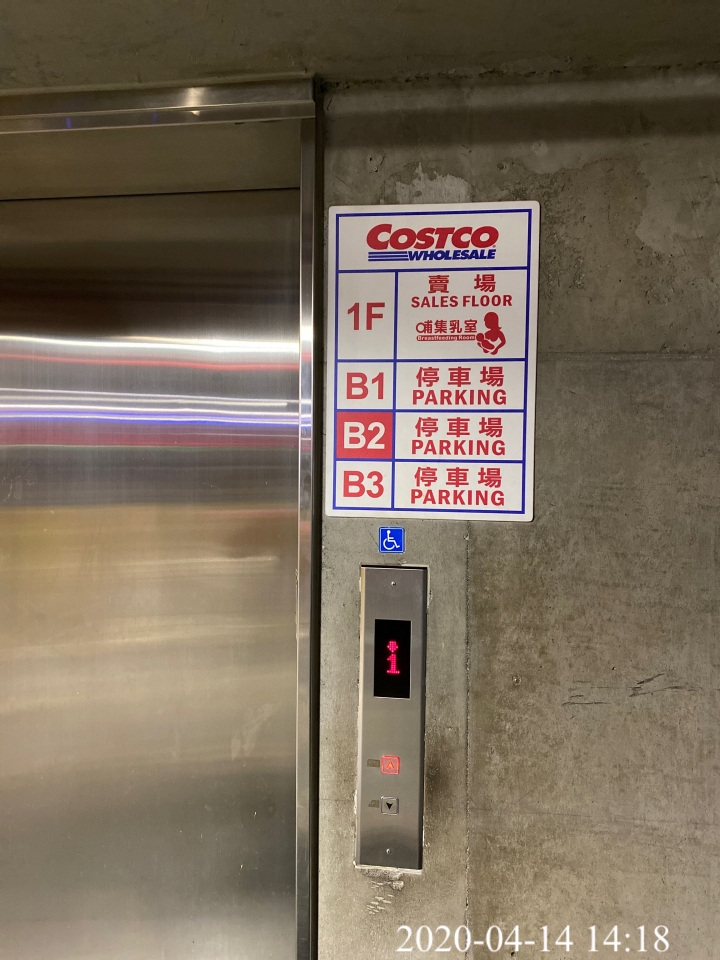 COSTCO
WHOLESALE
1F
賣場
SALES FLOOR
哺集乳室
Breastfeeding Room
B1
停車場
PARKING
B2
停車場
PARKING
B3
停車場
PARKING
1
2020-04-14 14:18